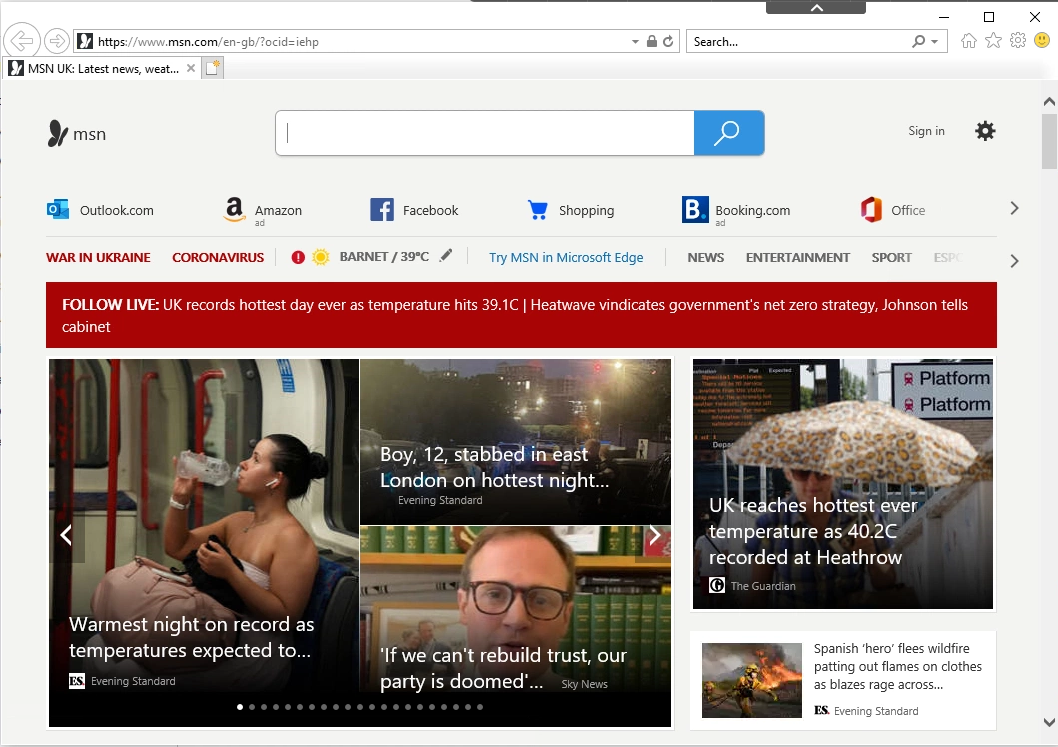 https://www.msn.com/en-gb/?ocid=iehp
Search...
MSN UK: Latest news, weat...
msn
Sign in
Outlook.com
Amazon
ad
Facebook
Shopping
Booking.com
ad
Office
WAR IN UKRAINE
CORONAVIRUS
BARNET / 39°C
Try MSN in Microsoft Edge
NEWS
ENTERTAINMENT
SPORT
ESPC
FOLLOW LIVE: UK records hottest day ever as temperature hits 39.1C | Heatwave vindicates government's net zero strategy, Johnson tells
cabinet
Warmest night on record as
temperatures expected to...
ES. Evening Standard
Boy, 12, stabbed in east
London on hottest night...
Evening Standard
'If we can't rebuild trust, our
party is doomed'...
Sky News
Special Notices
Platform
Platform
UK reaches hottest ever
temperature as 40.2C
recorded at Heathrow
The Guardian
Spanish ‘hero’ flees wildfire
patting out flames on clothes
as blazes rage across...
ES. Evening Standard